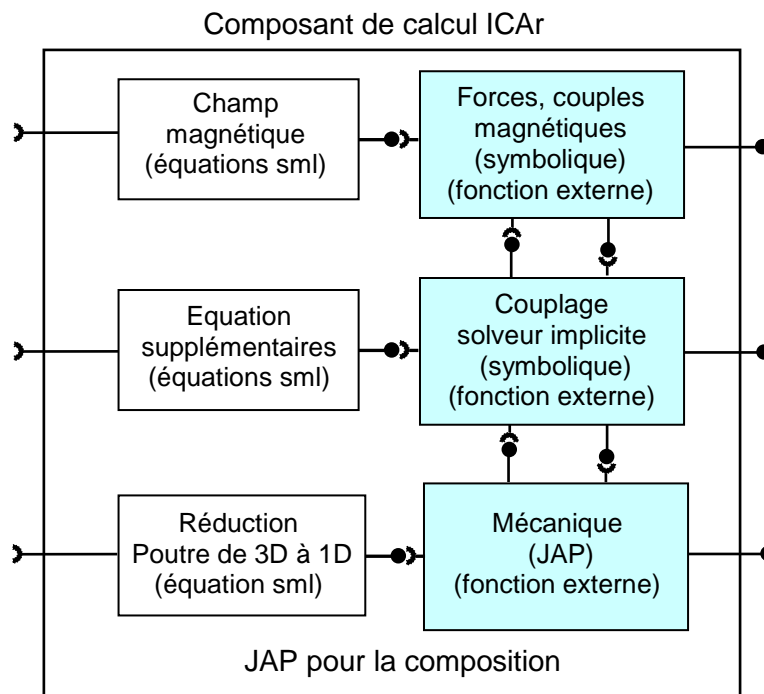 Composant de calcul ICAr
Champ
magnétique
(équations sml)
Forces, couples
magnétiques
(symbolique)
(fonction externe)
Equation
supplémentaires
(équations sml)
Couplage
solveur implicite
(symbolique)
(fonction externe)
Réduction
Poutre de 3D à 1D
(équation sml)
Mécanique
(JAP)
(fonction externe)
JAP pour la composition